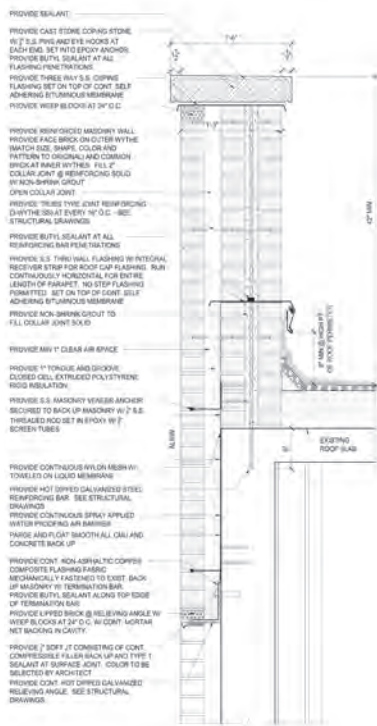 PROVIDE SEALANT
PROVIDE CAST STONE COPING STONE
W/ S.S. PINS AND EYE HOOKS AT
EACH END. SET INTO EPOXY ANCHOR.
PROVIDE BUTYL SEALANT AT ALL
FLASHING PENETRATIONS.
PROVIDE THREE WAY S.S. COPING
FLASHING SET ON TOP OF CONT. SELF
ADHERING BITUMINOUS MEMBRANE
PROVIDE WEEP BLOCKS AT 24" O.C.
PROVIDE REINFORCED MASONRY WALL
PROVIDE FACE BRICK ON OUTER WYTHE
(MATCH SIZE, SHAPE, COLOR AND
PATTERN TO ORIGINAL) AND COMMON
BRICK AT INNER WYTHES. FILL 2"
COLLAR JOINT @ REINFORCING SOLID
W/ NON-SHRINK GROUT
OPEN COLLAR JOINT
PROVIDE TRUSS TYPE JOINT REINFORCING
AT EVERY 16" O.C. SEE
STRUCTURAL DRAWINGS
PROVIDE BUTYL SEALANT AT ALL
REINFORCING BAR PENETRATIONS
PROVIDE S.S. THRU WALL FLASHING W/ INTEGRAL
RECEIVER STRIP FOR ROOF CAP FLASHING. RUN
CONTINUOUSLY HORIZONTAL FOR ENTIRE
LENGTH OF PARAPET. NO STEP FLASHING
PERMITTED. SET ON TOP OF CONT. SELF
ADHERING BITUMINOUS MEMBRANE
PROVIDE NON-SHRINK GROUT TO
FILL COLLAR JOINT SOLID
PROVIDE MIN 1" CLEAR AIR SPACE
PROVIDE 1" TONGUE AND GROOVE
CLOSED CELL EXTRUDED POLYSTYRENE
RIGID INSULATION
PROVIDE S.S. MASONRY VENEER ANCHOR
SECURED TO BACK UP MASONRY W/ S.S.
THREADED ROD SET IN EPOXY W/
SCREEN TUBES
PROVIDE CONTINUOUS NYLON MESH W/
TOWELED ON LIQUID MEMBRANE
PROVIDE HOT DIPPED GALVANIZED STEEL
REINFORCING BAR. SEE STRUCTURAL
DRAWINGS
PROVIDE CONTINUOUS SPRAY APPLIED
WATER PROOFING AIR BARRIER
PARGE AND FLOAT SMOOTH ALL CMU AND
CONCRETE BACK UP
PROVIDE CONT. NON-ASPHALTIC COPPER
COMPOSITE FLASHING FABRIC
MECHANICALLY FASTENED TO EXIST. BACK
UP MASONRY W/ TERMINATION BAR.
PROVIDE BUTYL SEALANT ALONG TOP EDGE
OF TERMINATION BAR
PROVIDE LIPPED BRICK @ RELIEVING ANGLE W/
WEEP BLOCKS AT 24" O.C. W/ CONT. MORTAR
NET BACKING IN CAVITY.
PROVIDE SOFT JT CONSISTING OF CONT.
COMPRESSIBLE FILLER BACK UP AND TYPE 1
SEALANT AT SURFACE JOINT. COLOR TO BE
SELECTED BY ARCHITECT
PROVIDE CONT. HOT DIPPED GALVANIZED
RELIEVING ANGLE. SEE STRUCTURAL
DRAWINGS.
42" MIN
8" MIN @ HIGH PT.
OF ROOF PERIMETER
EXISTING
ROOF SLAB